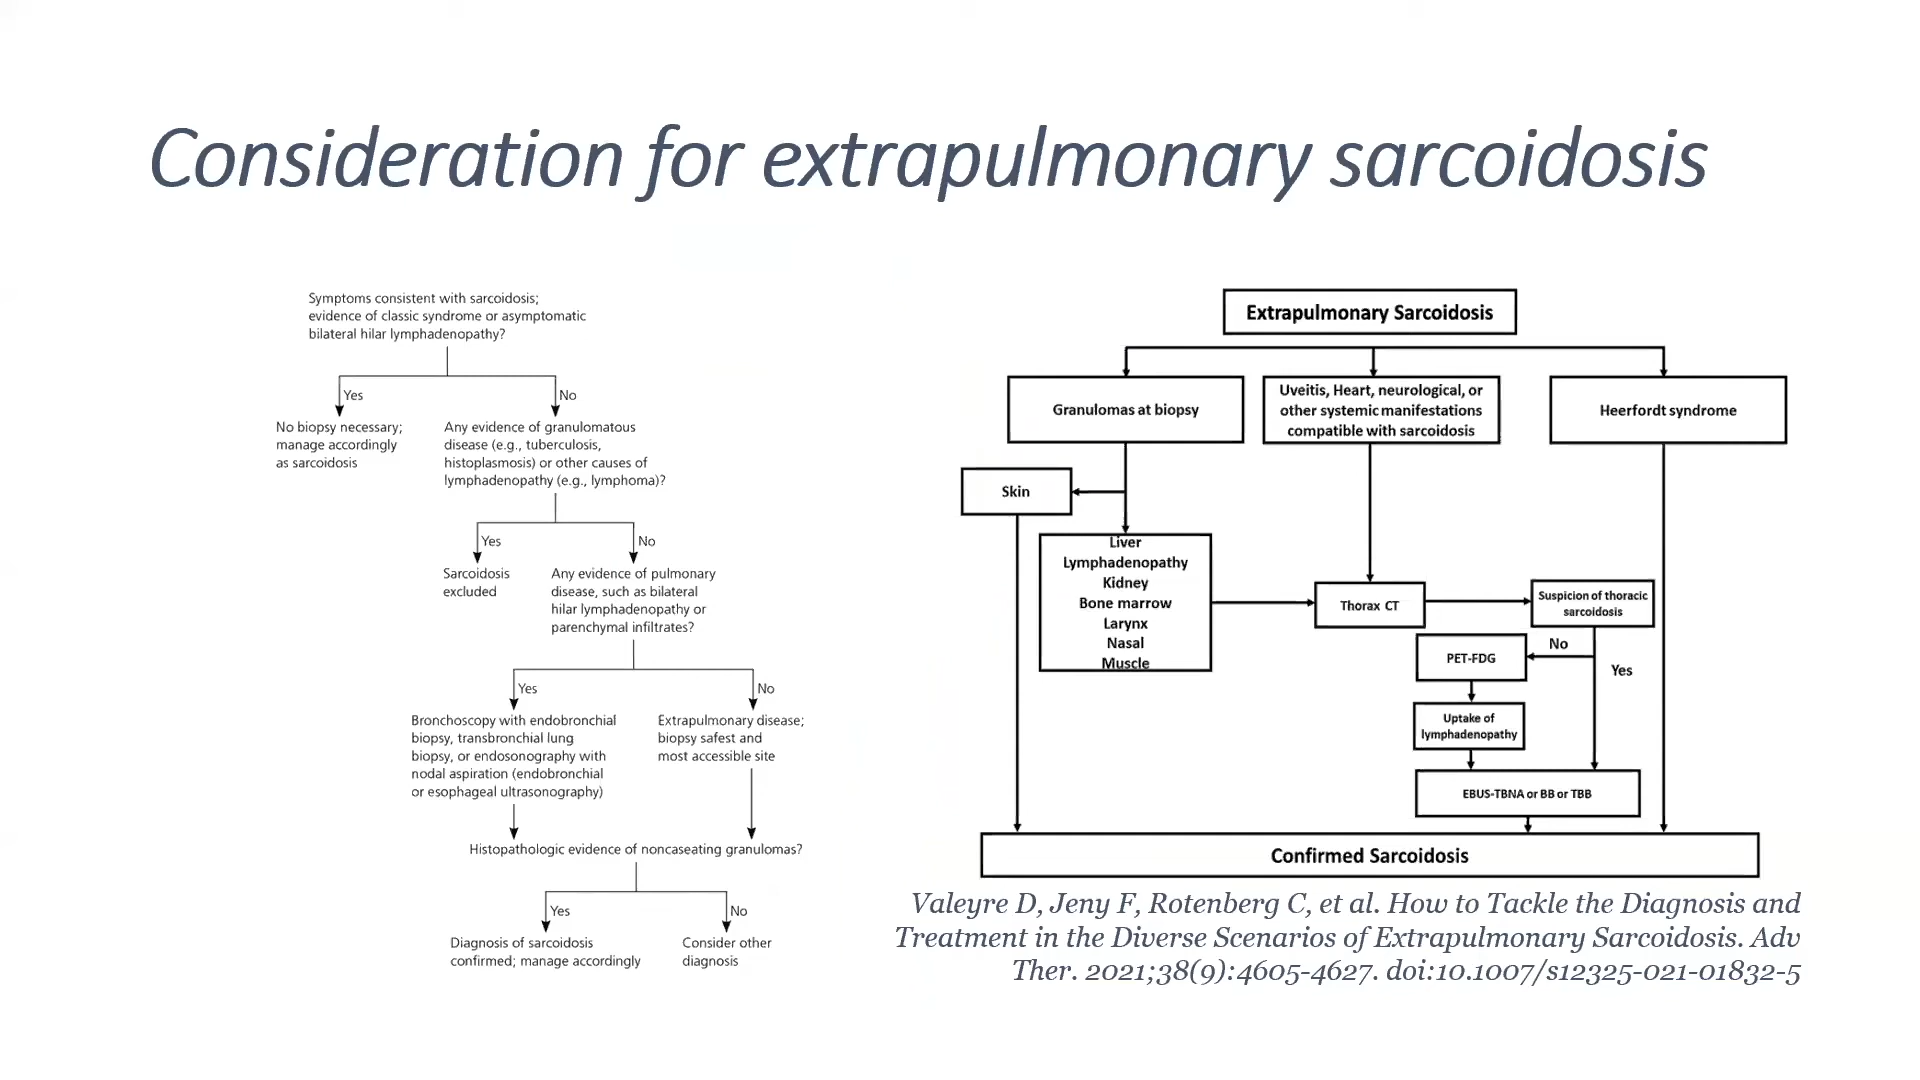 Consideration for extrapulmonary sarcoidosis
Symptoms consistent with sarcoidosis;
evidence of classic syndrome or asymptomatic
bilateral hilar lymphadenopathy?
Yes
No
No biopsy necessary;
manage accordingly
as sarcoidosis
Any evidence of granulomatous
disease (e.g., tuberculosis,
histoplasmosis) or other causes of
lymphadenopathy (e.g., lymphoma)?
Yes
No
Sarcoidosis
excluded
Any evidence of pulmonary
disease, such as bilateral
hilar lymphadenopathy or
parenchymal infiltrates?
Yes
No
Bronchoscopy with endobronchial
biopsy, transbronchial lung
biopsy, or endosonography with
nodal aspiration (endobronchial
or esophageal ultrasonography)
Extrapulmonary disease;
biopsy safest and
most accessible site
Histopathologic evidence of noncaseating granulomas?
Yes
No
Diagnosis of sarcoidosis
confirmed; manage accordingly
Consider other
diagnosis
Extrapulmonary Sarcoidosis
Granulomas at biopsy
Uveitis, Heart, neurological, or
other systemic manifestations
compatible with sarcoidosis
Heerfordt syndrome
Skin
Liver
Lymphadenopathy
Kidney
Bone marrow
Larynx
Nasal
Muscle
Thorax CT
Suspicion of thoracic
sarcoidosis
No
Yes
PET-FDG
Uptake of
lymphadenopathy
EBUS-TBNA or BB or TBB
Confirmed Sarcoidosis
Valeyre D, Jeny F, Rotenberg C, et al. How to Tackle the Diagnosis and
Treatment in the Diverse Scenarios of Extrapulmonary Sarcoidosis. Adv
Ther. 2021;38(9):4605-4627. doi:10.1007/s12325-021-01832-5